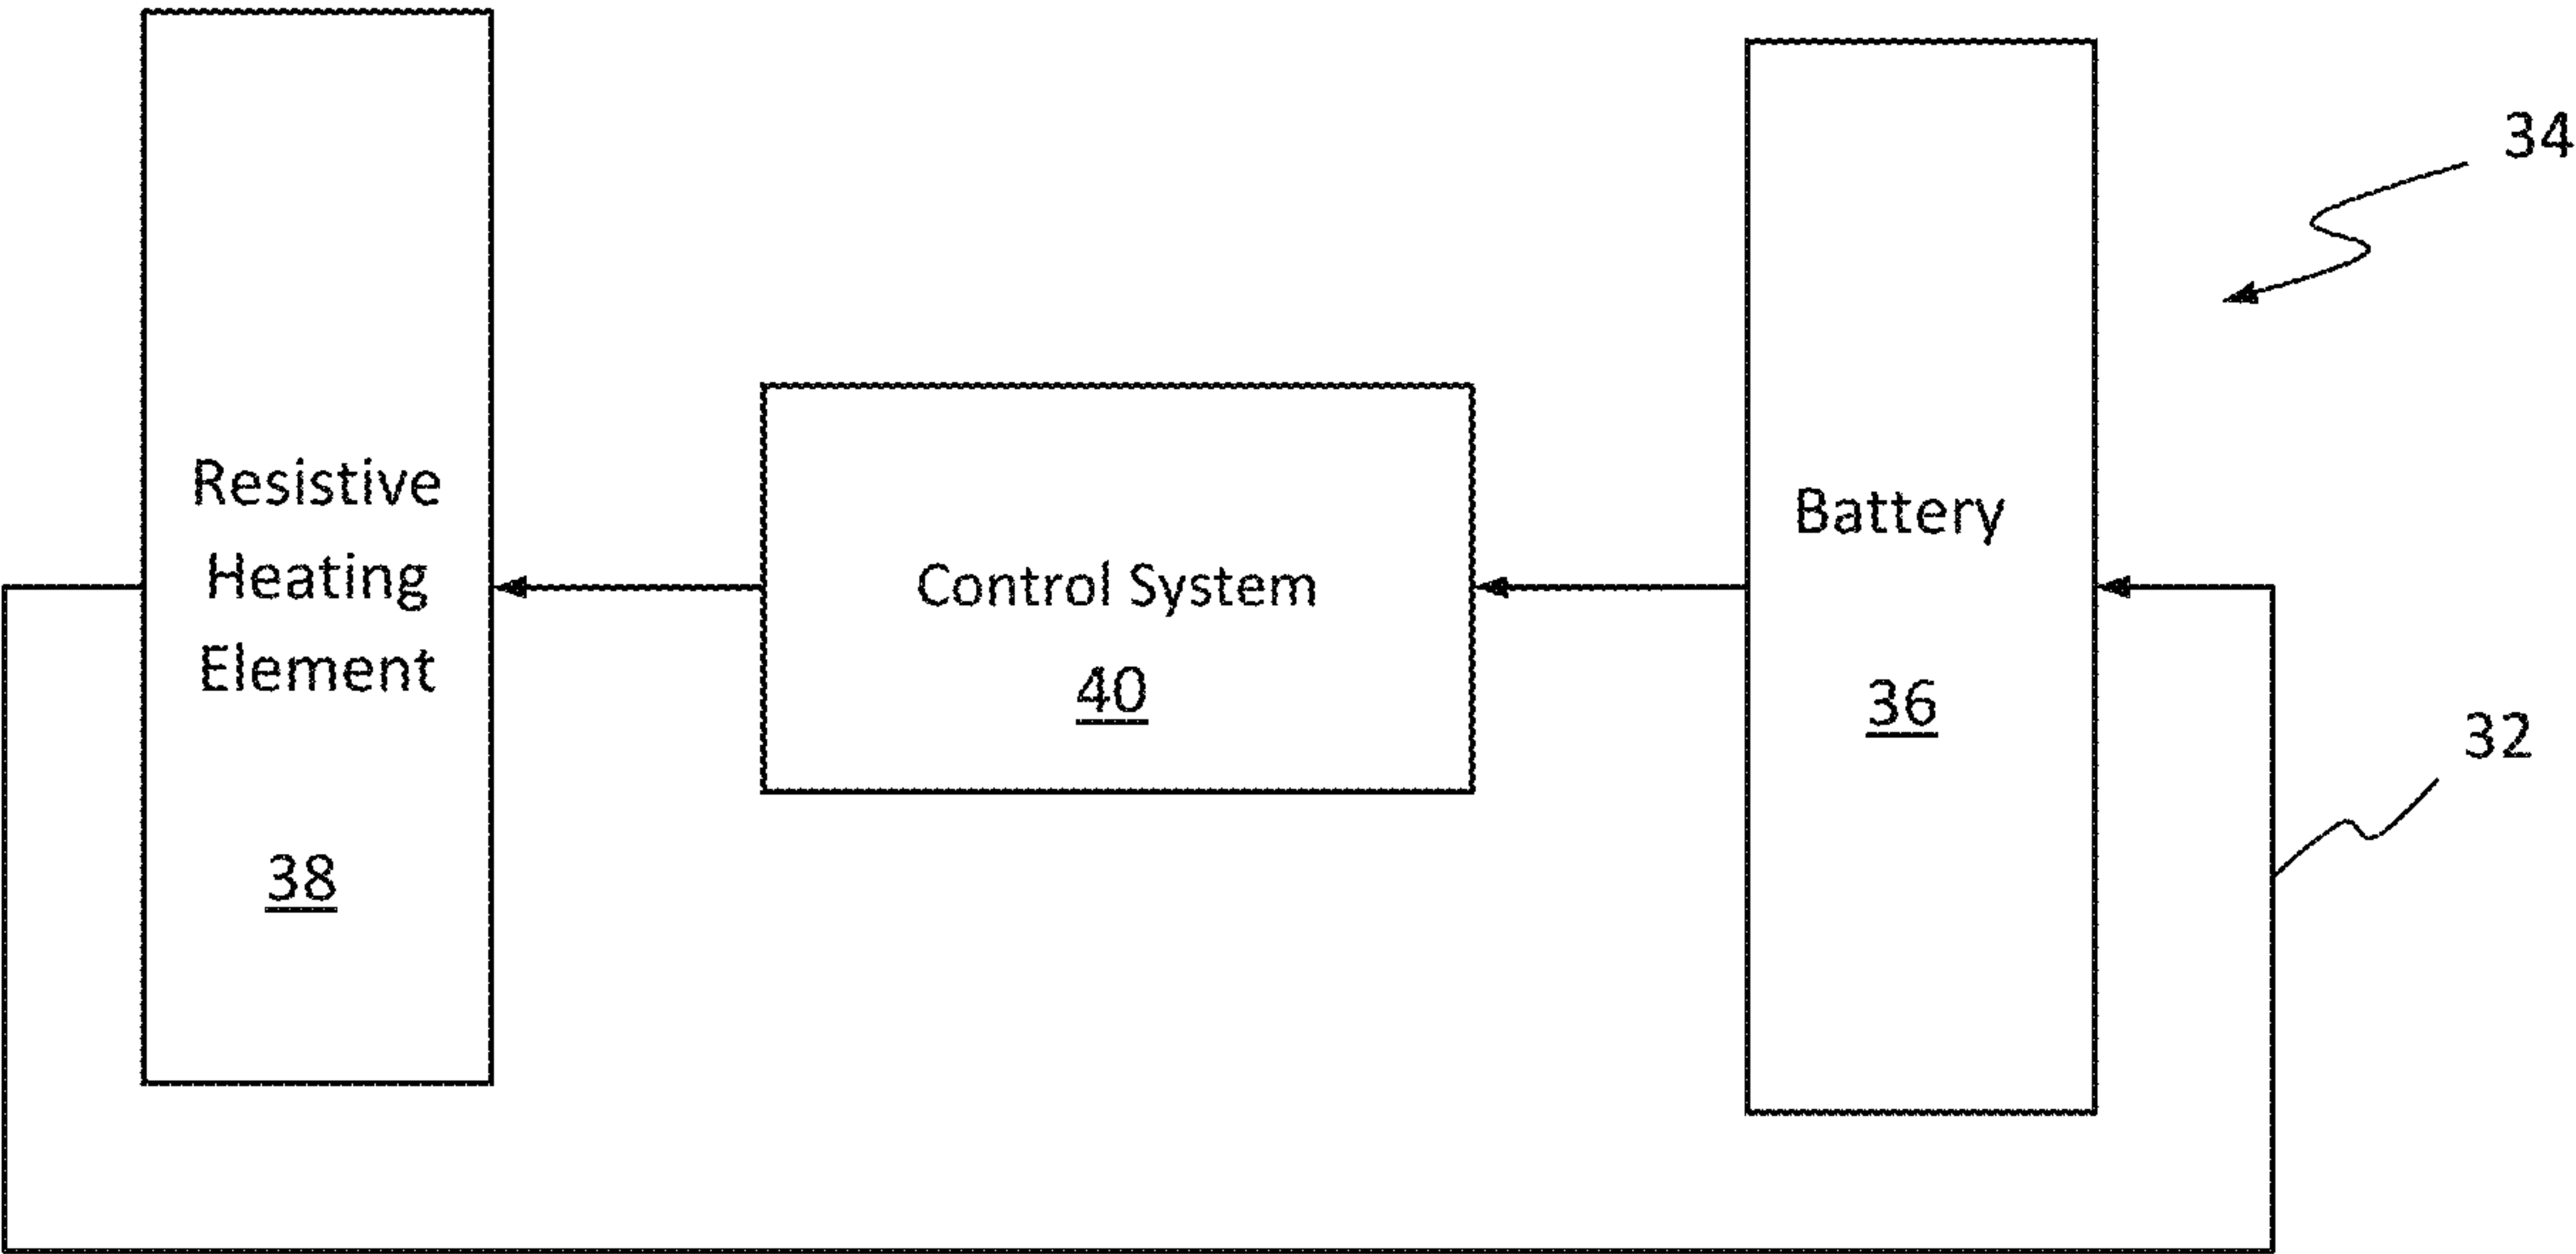 Resistive
Heating
Element
38
Control System
40
Battery
36
34
32